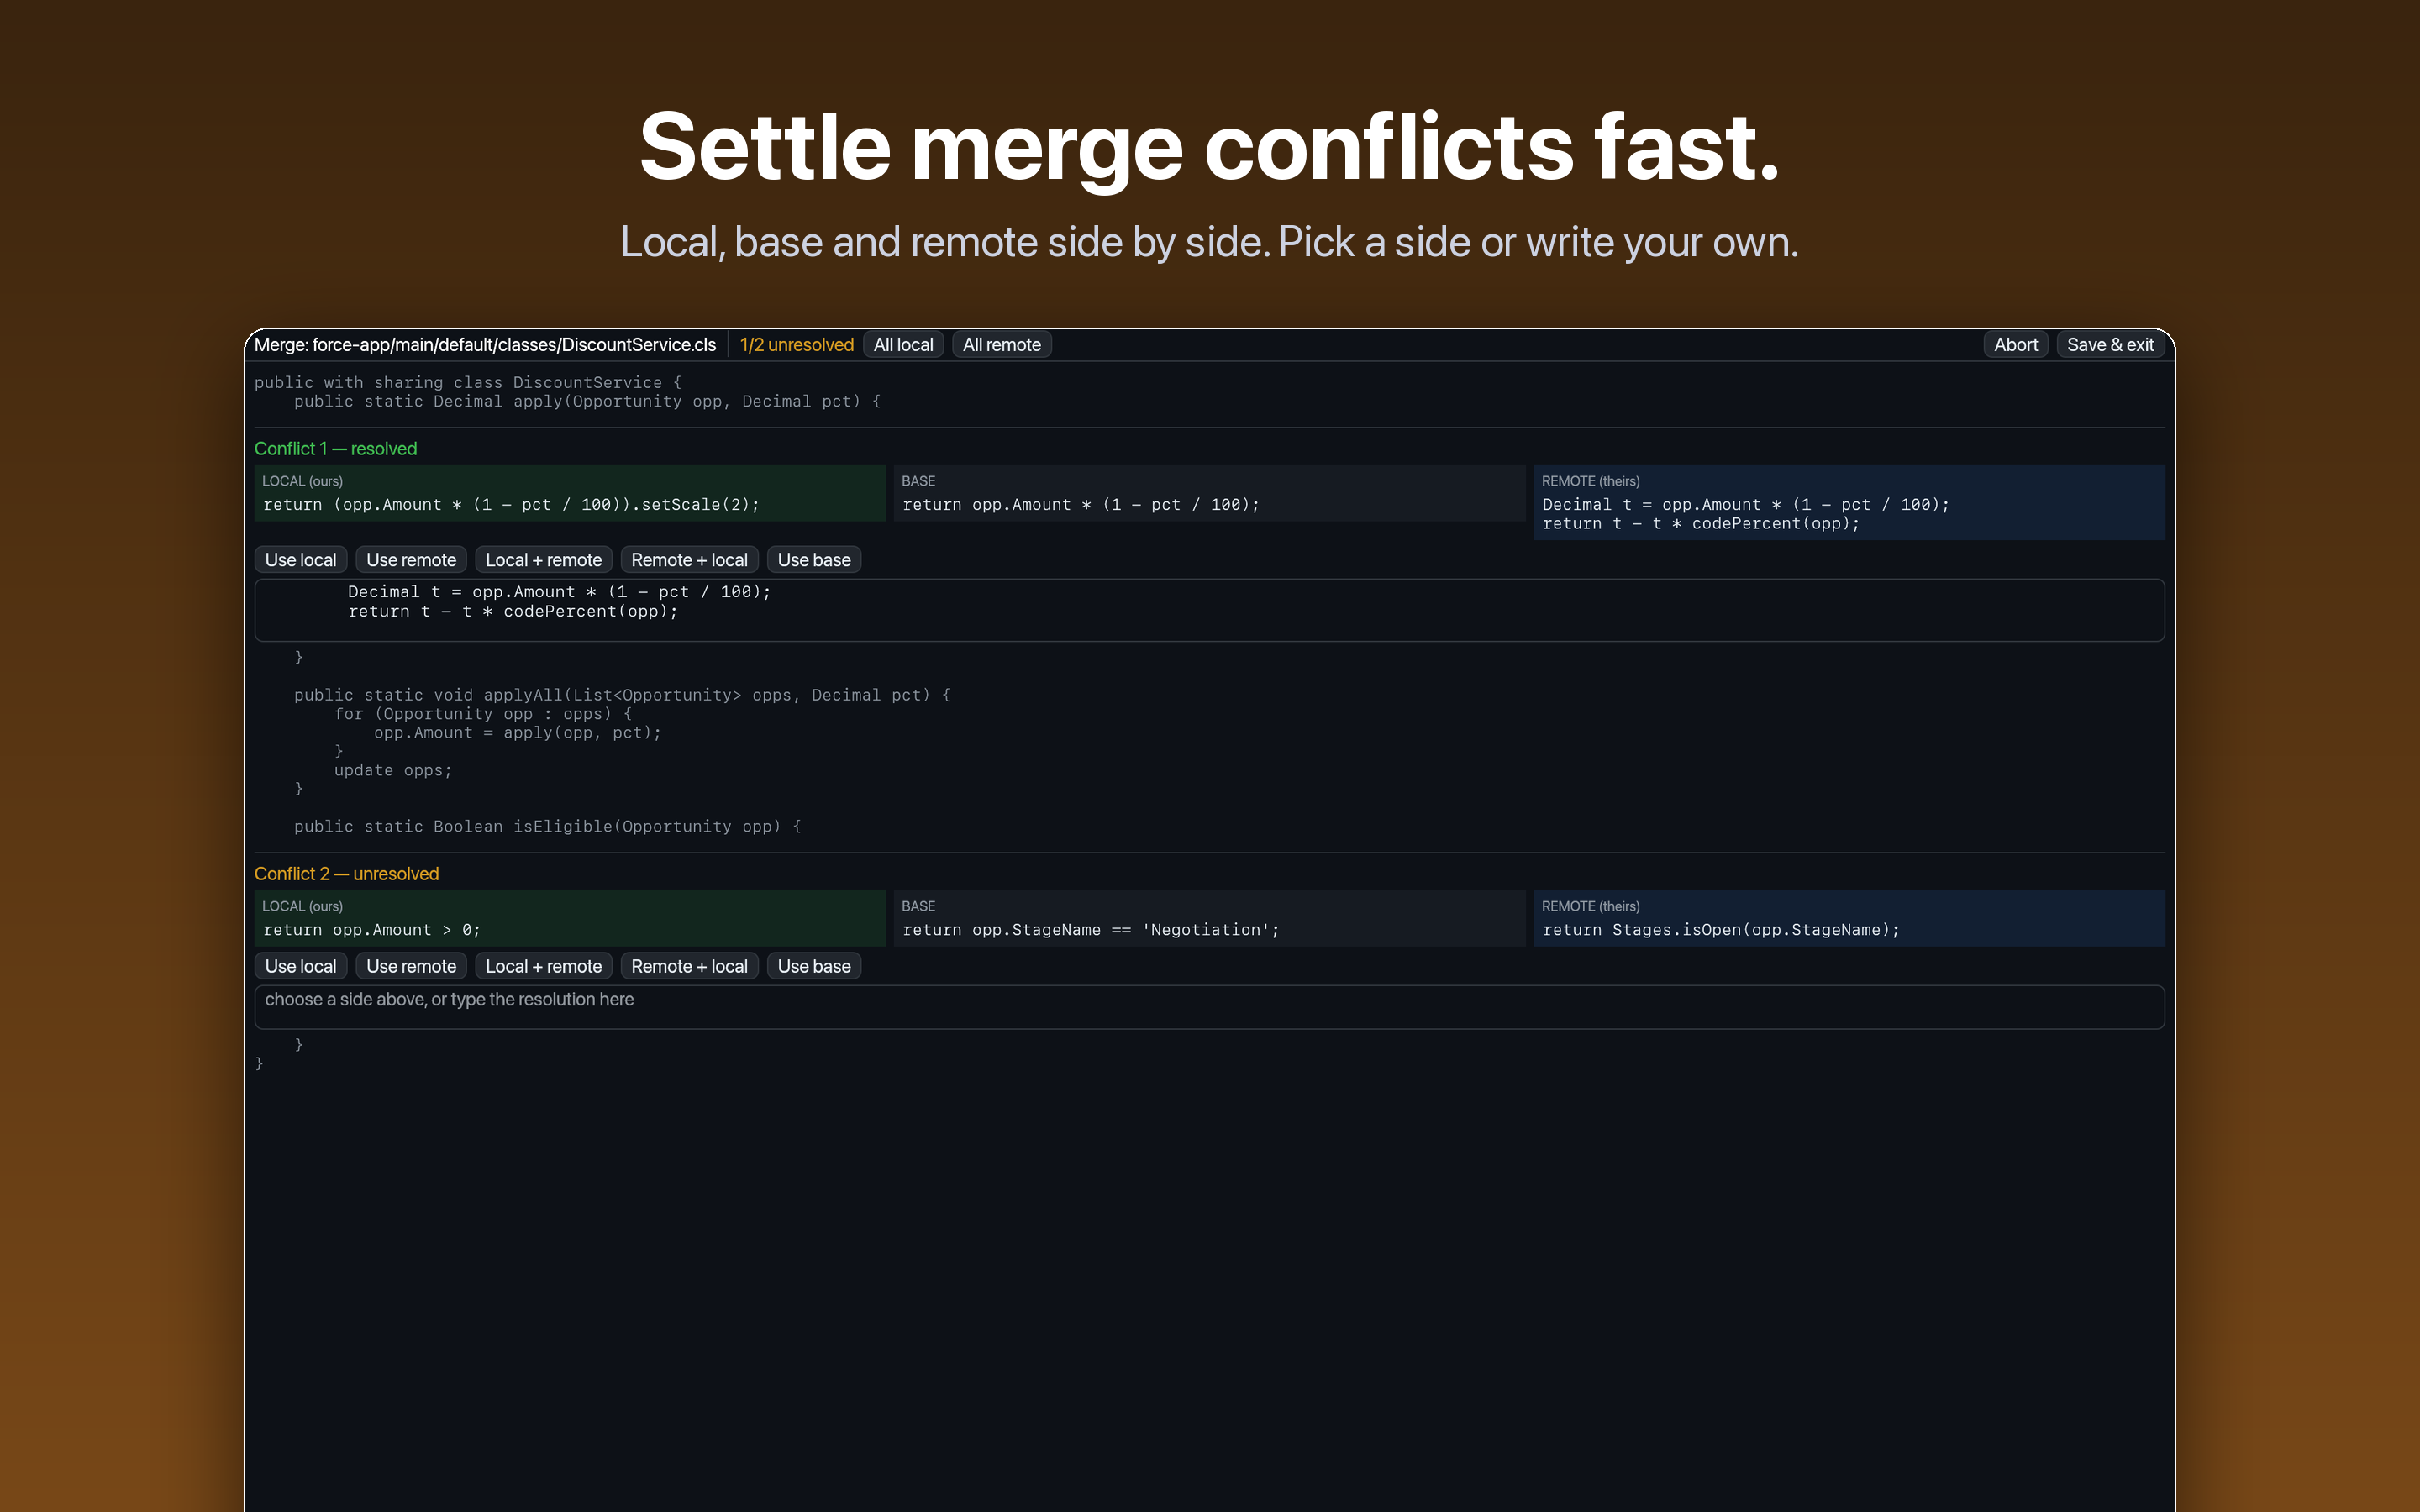 Settle merge conflicts fast.
Local, base and remote side by side. Pick a side or write your own.
Merge: force-app/main/default/classes/DiscountService.cls 1/2 unresolved All local All remote Abort Save & exit
public with sharing class DiscountService {
    public static Decimal apply(Opportunity opp, Decimal pct) {
Conflict 1 — resolved
LOCAL (ours)
return (opp.Amount * (1 – pct / 100)).setScale(2);
BASE
return opp.Amount * (1 – pct / 100);
REMOTE (theirs)
Decimal t = opp.Amount * (1 – pct / 100);
return t – t * codePercent(opp);
Use local Use remote Local + remote Remote + local Use base
        Decimal t = opp.Amount * (1 – pct / 100);
        return t – t * codePercent(opp);
    }
    public static void applyAll(List<Opportunity> opps, Decimal pct) {
        for (Opportunity opp : opps) {
            opp.Amount = apply(opp, pct);
        }
        update opps;
    }
    public static Boolean isEligible(Opportunity opp) {
Conflict 2 — unresolved
LOCAL (ours)
return opp.Amount > 0;
BASE
return opp.StageName == 'Negotiation';
REMOTE (theirs)
return Stages.isOpen(opp.StageName);
Use local Use remote Local + remote Remote + local Use base
choose a side above, or type the resolution here
    }
}